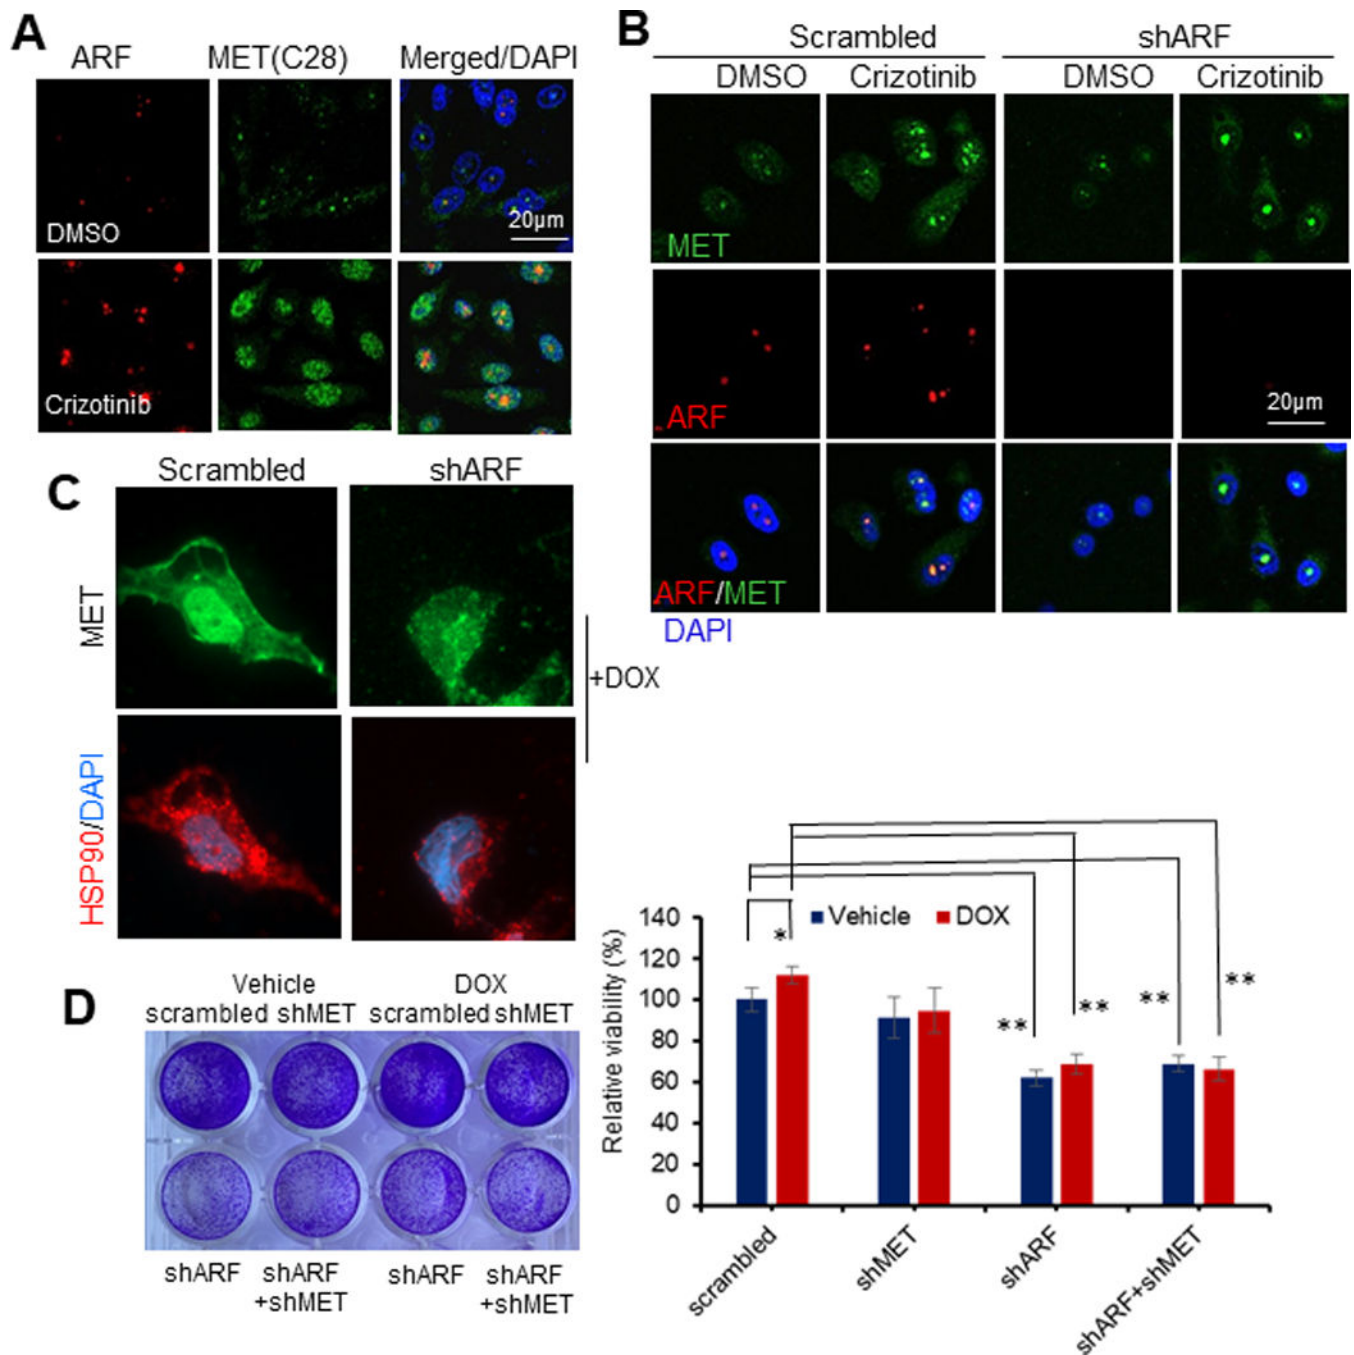 A
ARF MET(C28) Merged/DAPI
DMSO
20µm
Crizotinib
B
Scrambled shARF
DMSO Crizotinib DMSO Crizotinib
MET
ARF
20µm
ARF/MET
DAPI
C
Scrambled shARF
MET
HSP90/DAPI
+DOX
D
Vehicle DOX
scrambled shMET scrambled shMET
shARF shARF shARF shARF
+shMET +shMET
Relative viability (%)
140
120
100
80
60
40
20
0
Vehicle DOX
*
**
**
**
**
scrambled
shMET
shARF
shARF+shMET